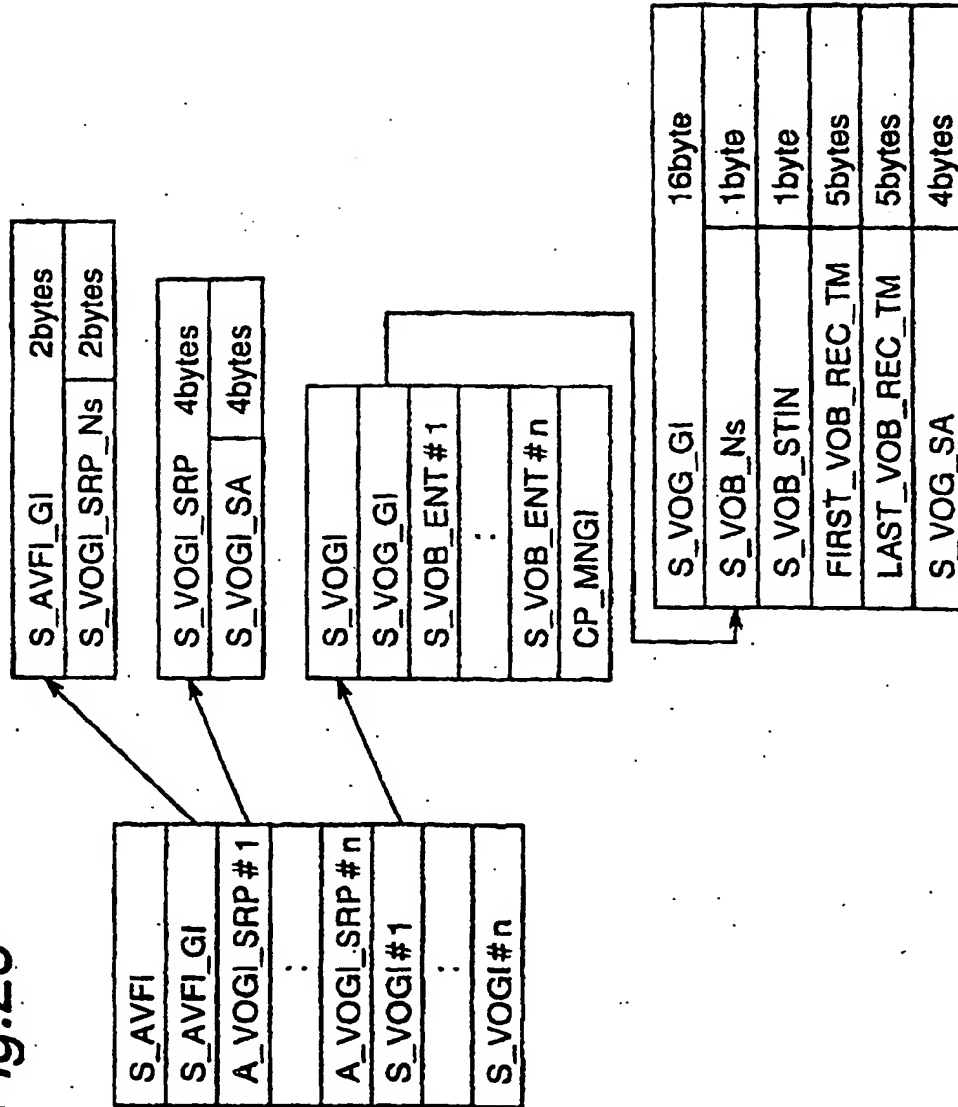 S_AVFI
S_AVFI_GI
A_VOGI_SRP#1
:
A_VOGI_SRP#n
S_VOGI#1
:
S_VOGI#n
S_AVFI_GI 2bytes
S_VOGI_SRP_Ns 2bytes
S_VOGI_SRP 4bytes
S_VOGI_SA 4bytes
S_VOGI
S_VOG_GI
S_VOB_ENT#1
:
S_VOB_ENT#n
CP_MNGI
S_VOG_GI 16byte
S_VOB_Ns 1byte
S_VOB_STIN 1byte
FIRST_VOB_REC_TM 5bytes
LAST_VOB_REC_TM 5bytes
S_VOG_SA 4bytes